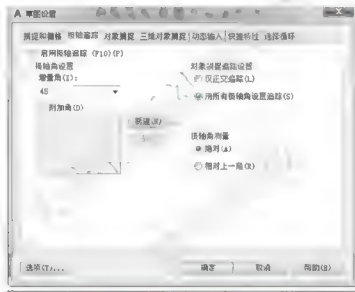 草图设置
捕捉和栅格 极轴追踪 对象捕捉 三维对象捕捉 动态输入 快捷特性 选择循环
启用极轴追踪 (F10)(P)
极轴角设置
增量角(I):
45
附加角(D)
新建(N)
对象捕捉追踪设置
仅正交追踪(L)
用所有极轴角设置追踪(S)
极轴角测量
绝对(A)
相对上一段(R)
选项(T)...
确定
取消
帮助(H)